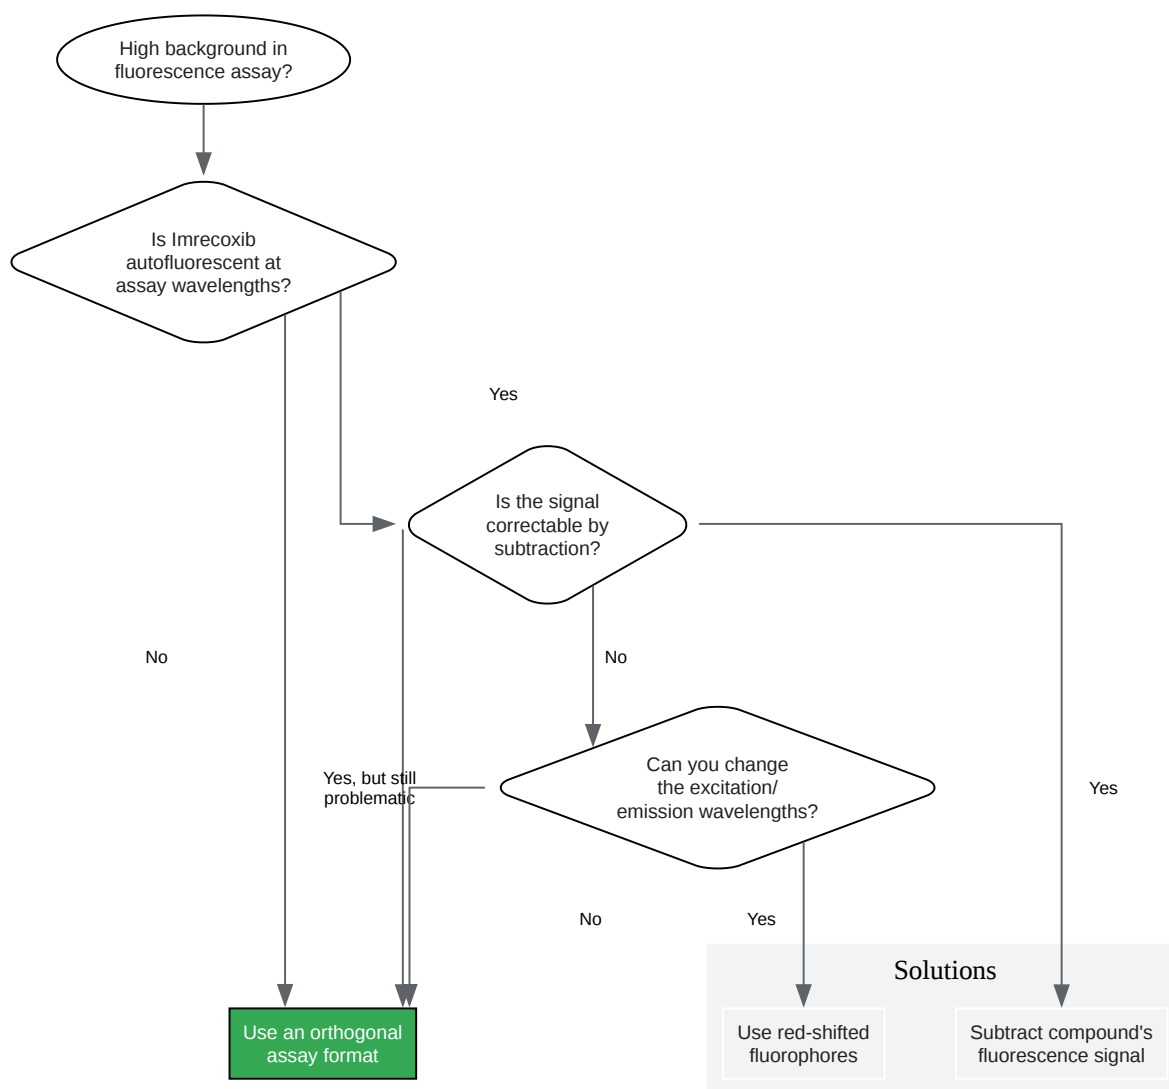 High background in
fluorescence assay?
Is Imrecoxib
autofluorescent at
assay wavelengths?
Yes
Is the signal
correctable by
subtraction?
No
No
Yes, but still
problematic
Can you change
the excitation/
emission wavelengths?
Yes
No
Yes
Solutions
Use an orthogonal
assay format
Use red-shifted
fluorophores
Subtract compound's
fluorescence signal